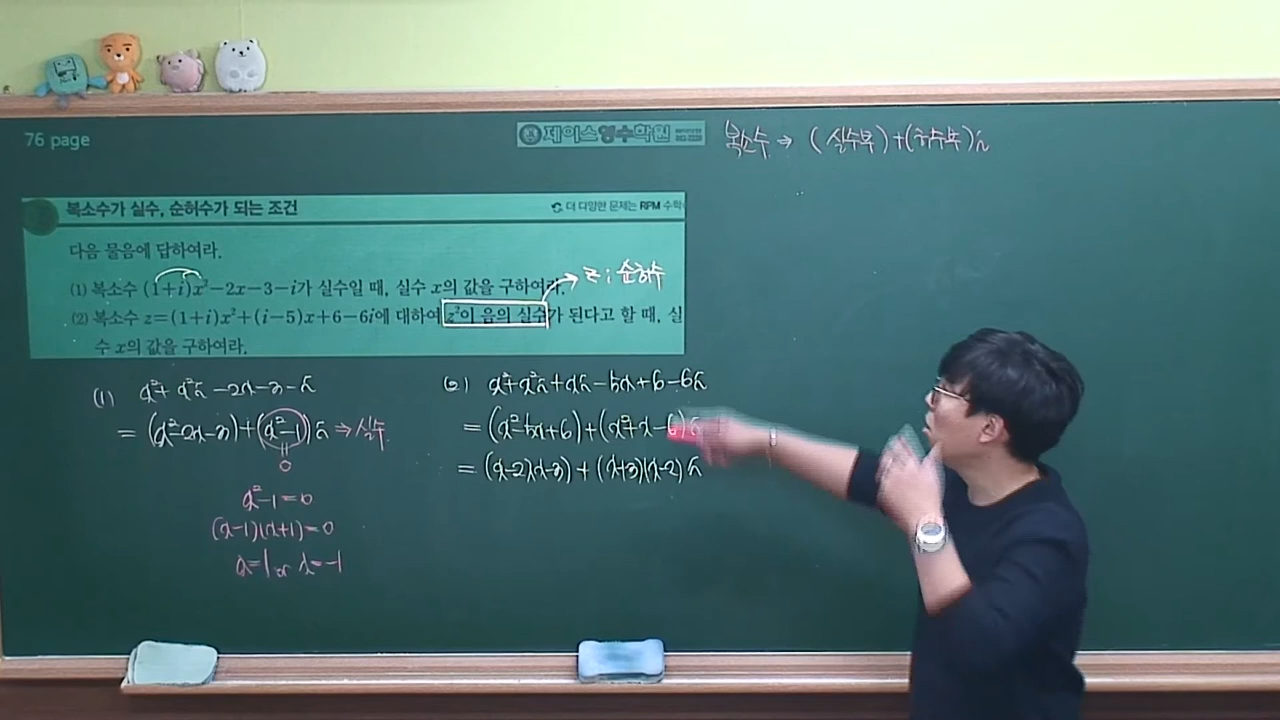 76 page
제이스영수학원
복소수 → (실수부)+(허수부)i
복소수가 실수, 순허수가 되는 조건
더 다양한 문제는 RPM 수학
다음 물음에 답하여라.
(1) 복소수 (1+i)x²-2x-3-i가 실수일 때, 실수 x의 값을 구하여라.
z : 순허수
(2) 복소수 z=(1+i)x²+(i-5)x+6-6i에 대하여 z²이 음의 실수가 된다고 할 때, 실
수 x의 값을 구하여라.
(1) x²+x²i-2x-3-i
=(x²-2x-3)+(x²-1)i → 실수
=
0
x²-1=0
(x-1)(x+1)=0
x=1 or x=-1
(2) x²+x²i+xi-5x+6-6i
=(x²-5x+6)+(x²+x-6)i
=(x-2)(x-3)+(x+3)(x-2)i